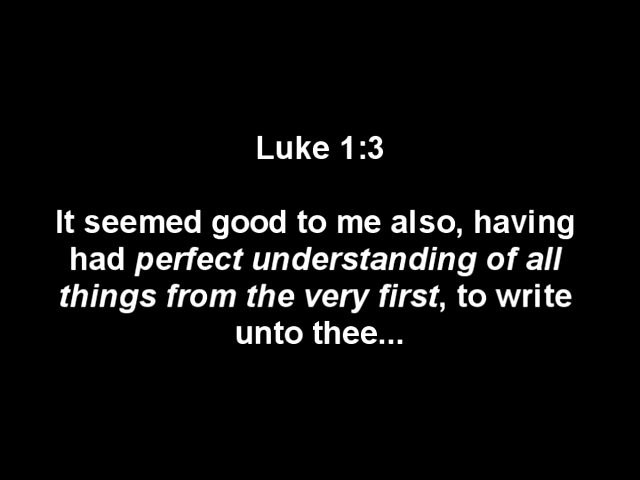 Luke 1:3
It seemed good to me also, having
had perfect understanding of all
things from the very first, to write
unto thee...